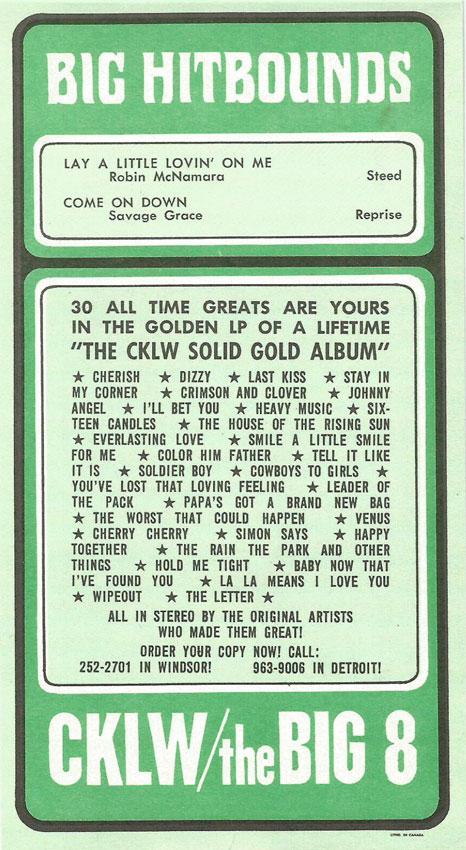 BIG HITBOUNDS
LAY A LITTLE LOVIN' ON ME
Robin McNamara Steed
COME ON DOWN
Savage Grace Reprise
30 ALL TIME GREATS ARE YOURS
IN THE GOLDEN LP OF A LIFETIME
"THE CKLW SOLID GOLD ALBUM"
★ CHERISH ★ DIZZY ★ LAST KISS ★ STAY IN
MY CORNER ★ CRIMSON AND CLOVER ★ JOHNNY
ANGEL ★ I'LL BET YOU ★ HEAVY MUSIC ★ SIX-
TEEN CANDLES ★ THE HOUSE OF THE RISING SUN
★ EVERLASTING LOVE ★ SMILE A LITTLE SMILE
FOR ME ★ COLOR HIM FATHER ★ TELL IT LIKE
IT IS ★ SOLDIER BOY ★ COWBOYS TO GIRLS ★
YOU'VE LOST THAT LOVING FEELING ★ LEADER OF
THE PACK ★ PAPA'S GOT A BRAND NEW BAG
★ THE WORST THAT COULD HAPPEN ★ VENUS
★ CHERRY CHERRY ★ SIMON SAYS ★ HAPPY
TOGETHER ★ THE RAIN THE PARK AND OTHER
THINGS ★ HOLD ME TIGHT ★ BABY NOW THAT
I'VE FOUND YOU ★ LA LA MEANS I LOVE YOU
★ WIPEOUT ★ THE LETTER ★
ALL IN STEREO BY THE ORIGINAL ARTISTS
WHO MADE THEM GREAT!
ORDER YOUR COPY NOW! CALL:
252-2701 IN WINDSOR! 963-9006 IN DETROIT!
CKLW/the BIG 8
LITHO. IN CANADA